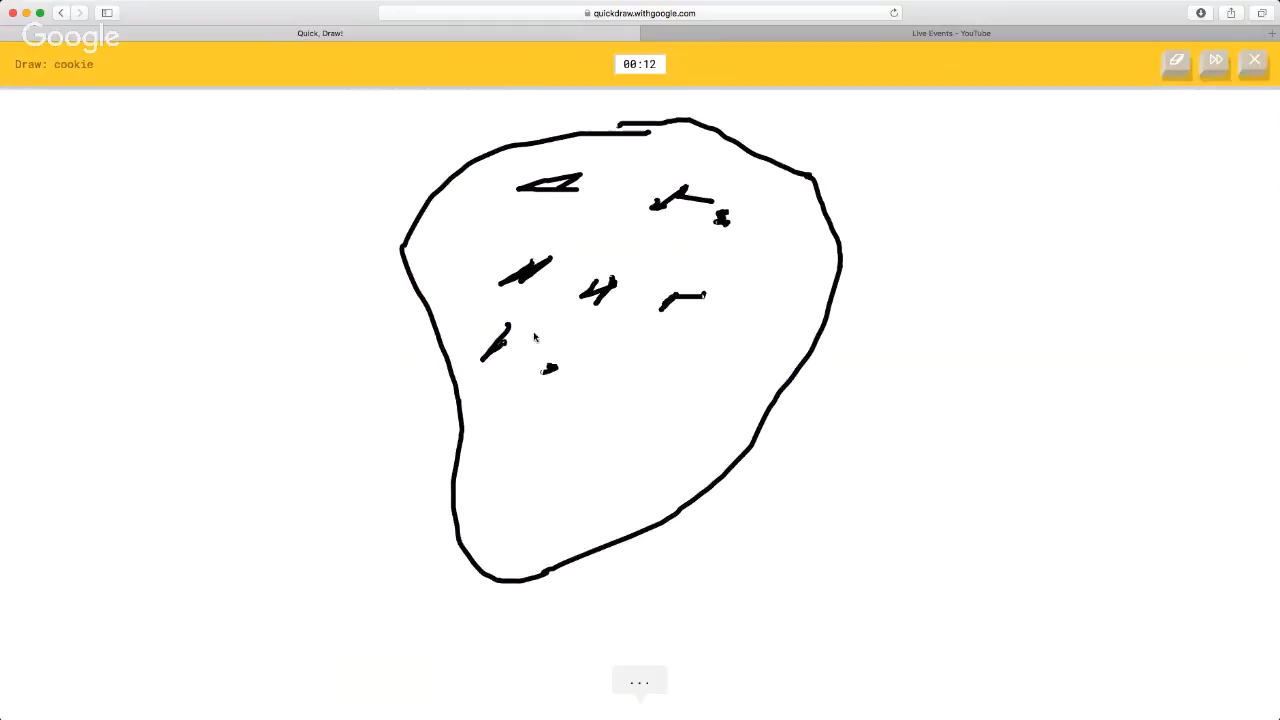 quickdraw.withgoogle.com
Quick, Draw!
Live Events - YouTube
Google
Draw: cookie
00:12
...